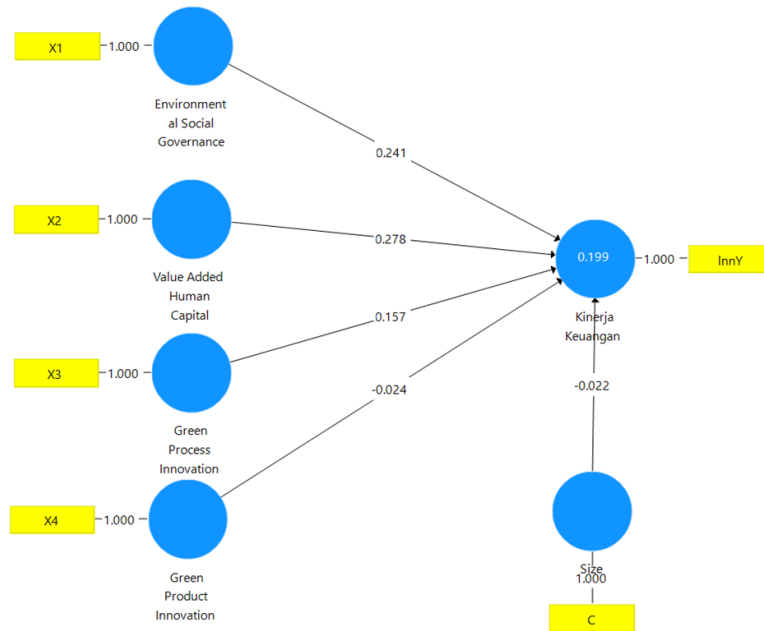 X1
1.000
Environment
al Social
Governance
0.241
X2
1.000
Value Added
Human
Capital
0.278
0.199
1.000
lnnY
Kinerja
Keuangan
X3
1.000
Green
Process
Innovation
0.157
-0.024
-0.022
X4
1.000
Green
Product
Innovation
Size
1.000
C